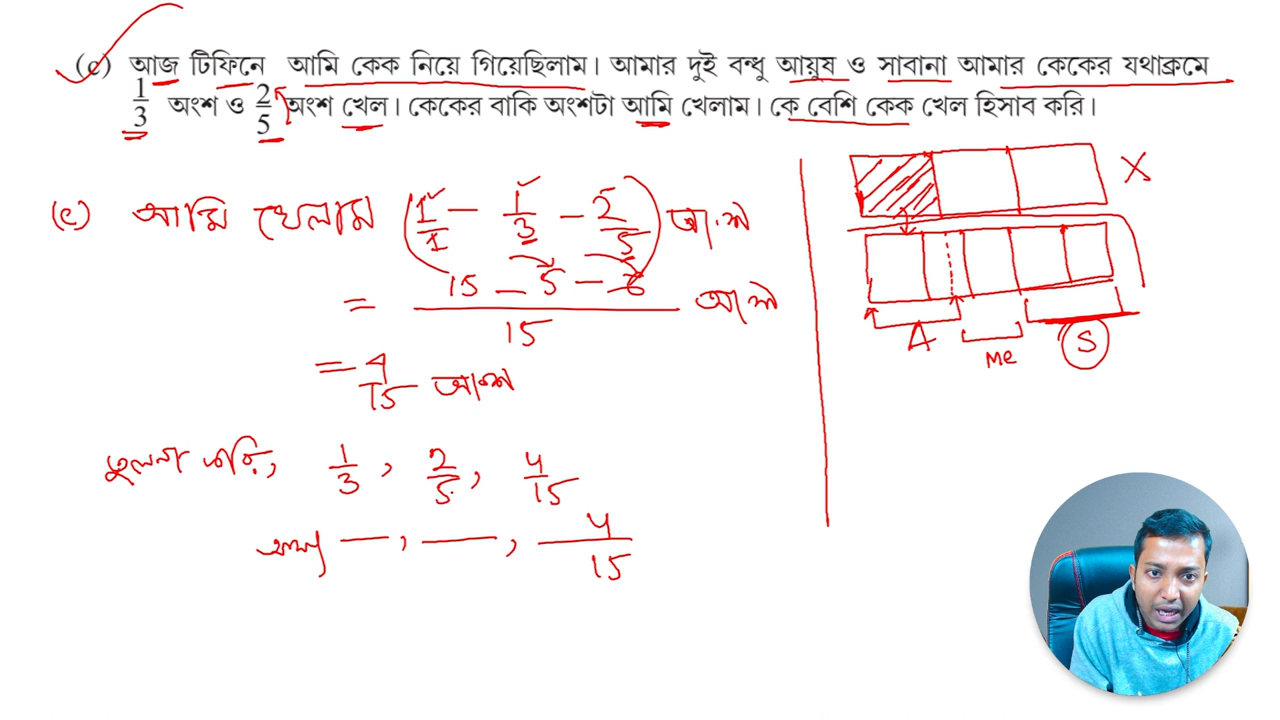 (c) আজ টিফিনে আমি কেক নিয়ে গিয়েছিলাম। আমার দুই বন্ধু আয়ুষ ও সাবানা আমার কেকের যথাক্রমে
1/3 অংশ ও 2/5 অংশ খেল। কেকের বাকি অংশটা আমি খেলাম। কে বেশি কেক খেল হিসাব করি।
(c) আমি খেলাম (1/1 − 1/3 − 2/5) অংশ
= (15 − 5 − 6)/15 অংশ
= 4/15 অংশ
তুলনা করি, 1/3, 2/5, 4/15
অথবা —, —, 4/15
X
A
Me
S